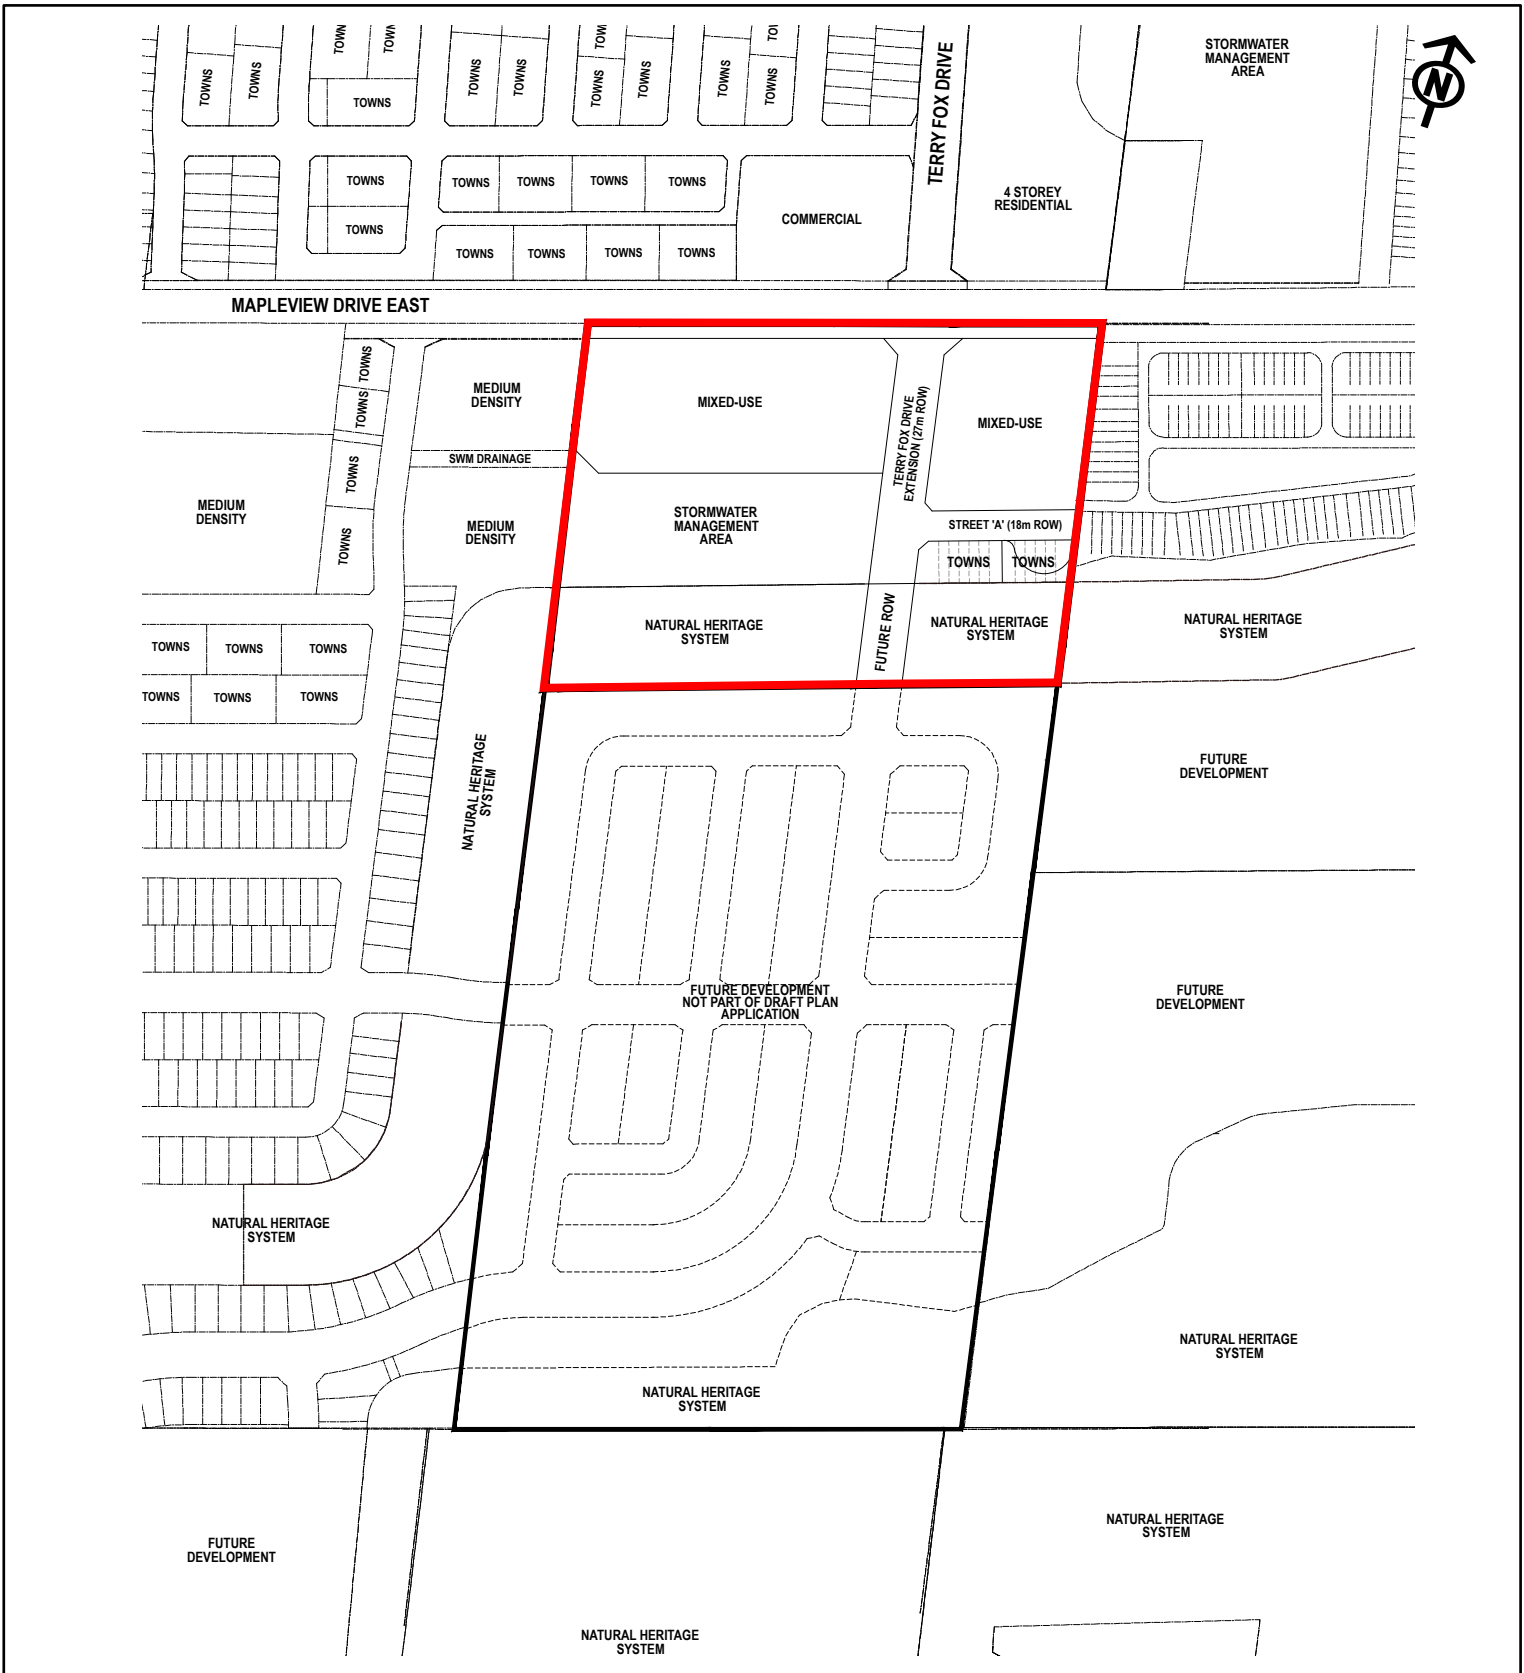 TOWN
TOWN
TOW
TO
TOWNS
TOWNS
TOWNS
TOWNS
TOWNS
TOWNS
TOWNS
TOWNS
TOWNS
TERRY FOX DRIVE
STORMWATER
MANAGEMENT
AREA
N
TOWNS
TOWNS
TOWNS
TOWNS
TOWNS
TOWNS
4 STOREY
RESIDENTIAL
COMMERCIAL
TOWNS
TOWNS
TOWNS
TOWNS
MAPLEVIEW DRIVE EAST
TOWNS
TOWNS
TOWNS
TOWNS
MEDIUM
DENSITY
MIXED-USE
TERRY FOX DRIVE
EXTENSION (27m ROW)
MIXED-USE
SWM DRAINAGE
MEDIUM
DENSITY
MEDIUM
DENSITY
STORMWATER
MANAGEMENT
AREA
STREET 'A' (18m ROW)
TOWNS
TOWNS
NATURAL HERITAGE
SYSTEM
FUTURE ROW
NATURAL HERITAGE
SYSTEM
NATURAL HERITAGE
SYSTEM
TOWNS
TOWNS
TOWNS
TOWNS
TOWNS
TOWNS
NATURAL HERITAGE
SYSTEM
FUTURE
DEVELOPMENT
FUTURE DEVELOPMENT
NOT PART OF DRAFT PLAN
APPLICATION
FUTURE
DEVELOPMENT
NATURAL HERITAGE
SYSTEM
NATURAL HERITAGE
SYSTEM
NATURAL HERITAGE
SYSTEM
NATURAL HERITAGE
SYSTEM
FUTURE
DEVELOPMENT
NATURAL HERITAGE
SYSTEM